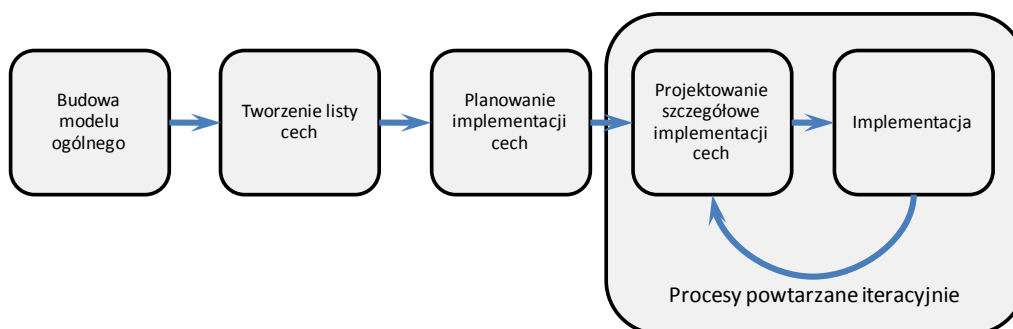 Budowa
modelu
ogólnego
Tworzenie listy
cech
Planowanie
implementacji
cech
Projektowanie
szczegółowe
implementacji
cech
Implementacja
Procesy powtarzane iteracyjnie